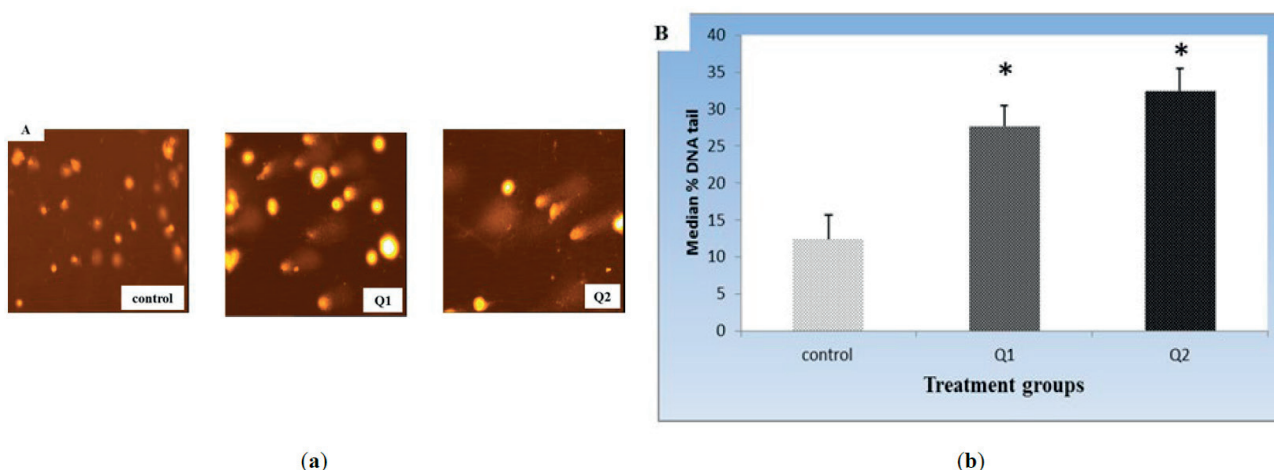 A
control
Q1
Q2
(a)
B
Median % DNA tail
40
35
30
25
20
15
10
5
0
*
*
control
Q1
Q2
Treatment groups
(b)